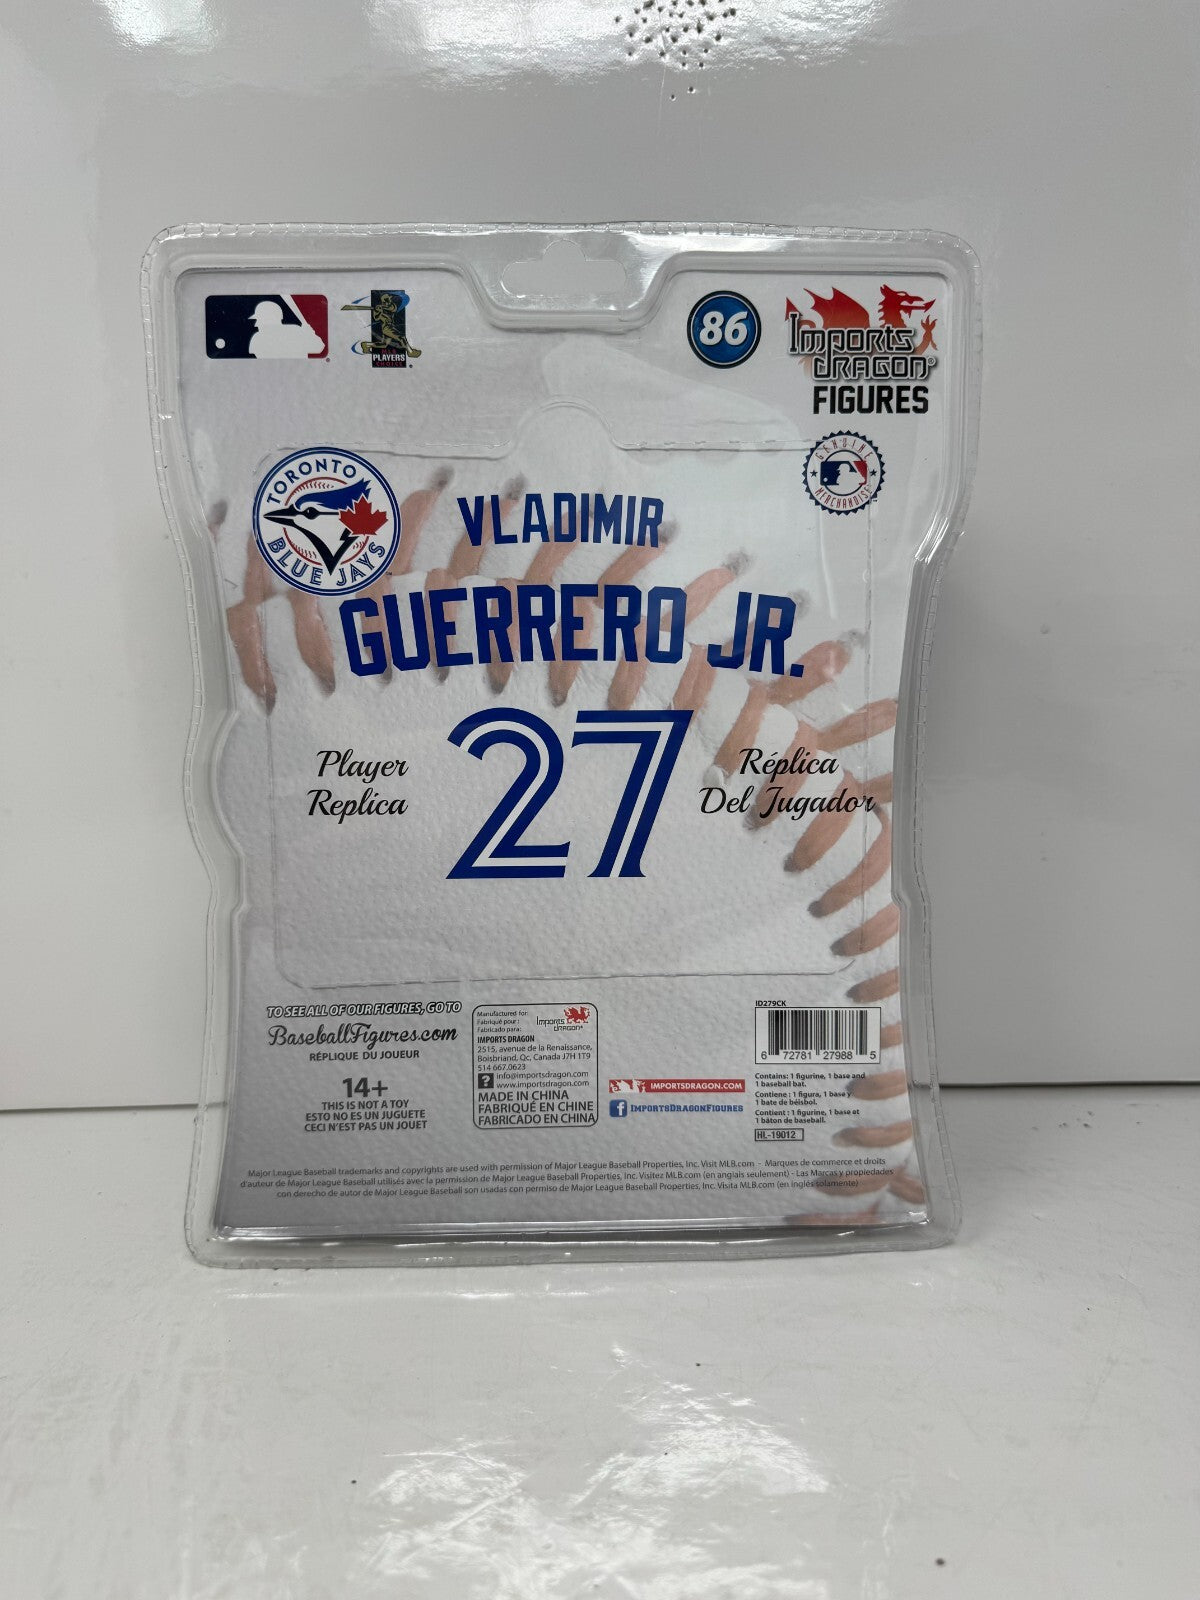 PLAYERS
CHOICE
86
Imports
DRAGON®
FIGURES
TORONTO
BLUE JAYS
GENUINE
MERCHANDISE
VLADIMIR
GUERRERO JR.
27
Player
Replica
Réplica
Del Jugador
TO SEE ALL OF OUR FIGURES, GO TO
BaseballFigures.com
RÉPLIQUE DU JOUEUR
14+
THIS IS NOT A TOY
ESTO NO ES UN JUGUETE
CECI N'EST PAS UN JOUET
Manufactured for:
Fabriqué pour :
Fabricado para:
Imports
DRAGON®
IMPORTS DRAGON
2515, avenue de la Renaissance,
Boisbriand, Qc, Canada J7H 1T9
514 667.0623
info@importsdragon.com
www.importsdragon.com
MADE IN CHINA
FABRIQUÉ EN CHINE
FABRICADO EN CHINA
IMPORTSDRAGON.COM
IMPORTSDRAGONFIGURES
ID279CK
6 72781 27988 5
Contains: 1 figurine, 1 base and
1 baseball bat.
Contiene : 1 figura, 1 base y
1 bate de béisbol.
Contient : 1 figurine, 1 base et
1 bâton de baseball.
HL-19012
Major League Baseball trademarks and copyrights are used with permission of Major League Baseball Properties, Inc. Visit MLB.com - Marques de commerce et droits
d'auteur de Major League Baseball utilisés avec la permission de Major League Baseball Properties, Inc. Visitez MLB.com (en anglais seulement) - Las Marcas y propiedades
con derecho de autor de Major League Baseball son usadas con permiso de Major League Baseball Properties, Inc. Visita MLB.com (en inglés solamente)